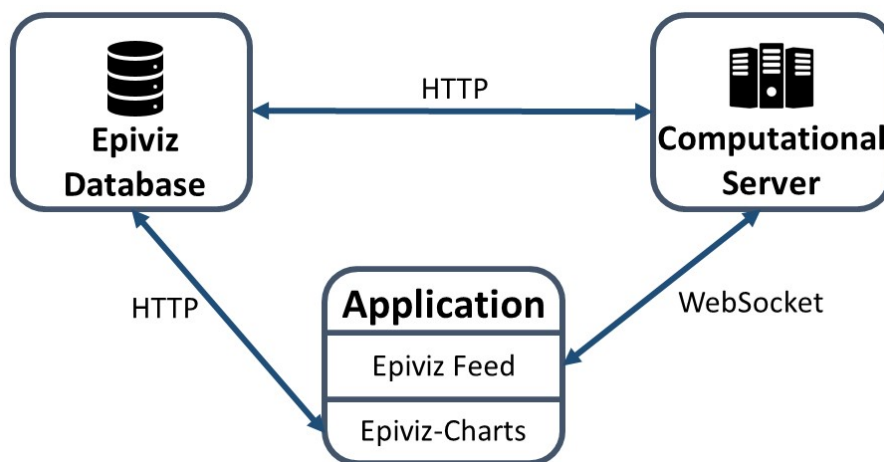 Epiviz
Database
HTTP
Computational
Server
HTTP
Application
Epiviz Feed
Epiviz-Charts
WebSocket